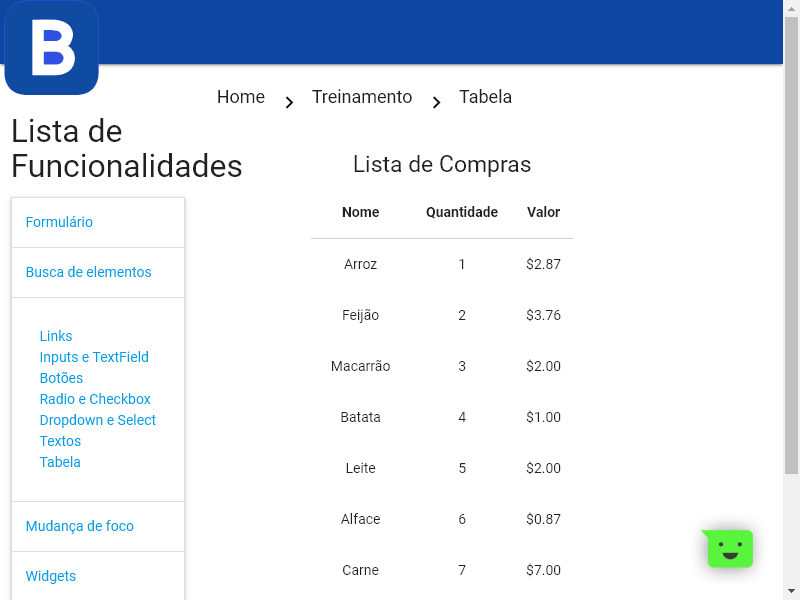 B
Home
Treinamento
Tabela
Lista de
Funcionalidades
Formulário
Busca de elementos
Links
Inputs e TextField
Botões
Radio e Checkbox
Dropdown e Select
Textos
Tabela
Mudança de foco
Widgets
Lista de Compras
Nome Quantidade Valor
Arroz 1 $2.87
Feijão 2 $3.76
Macarrão 3 $2.00
Batata 4 $1.00
Leite 5 $2.00
Alface 6 $0.87
Carne 7 $7.00